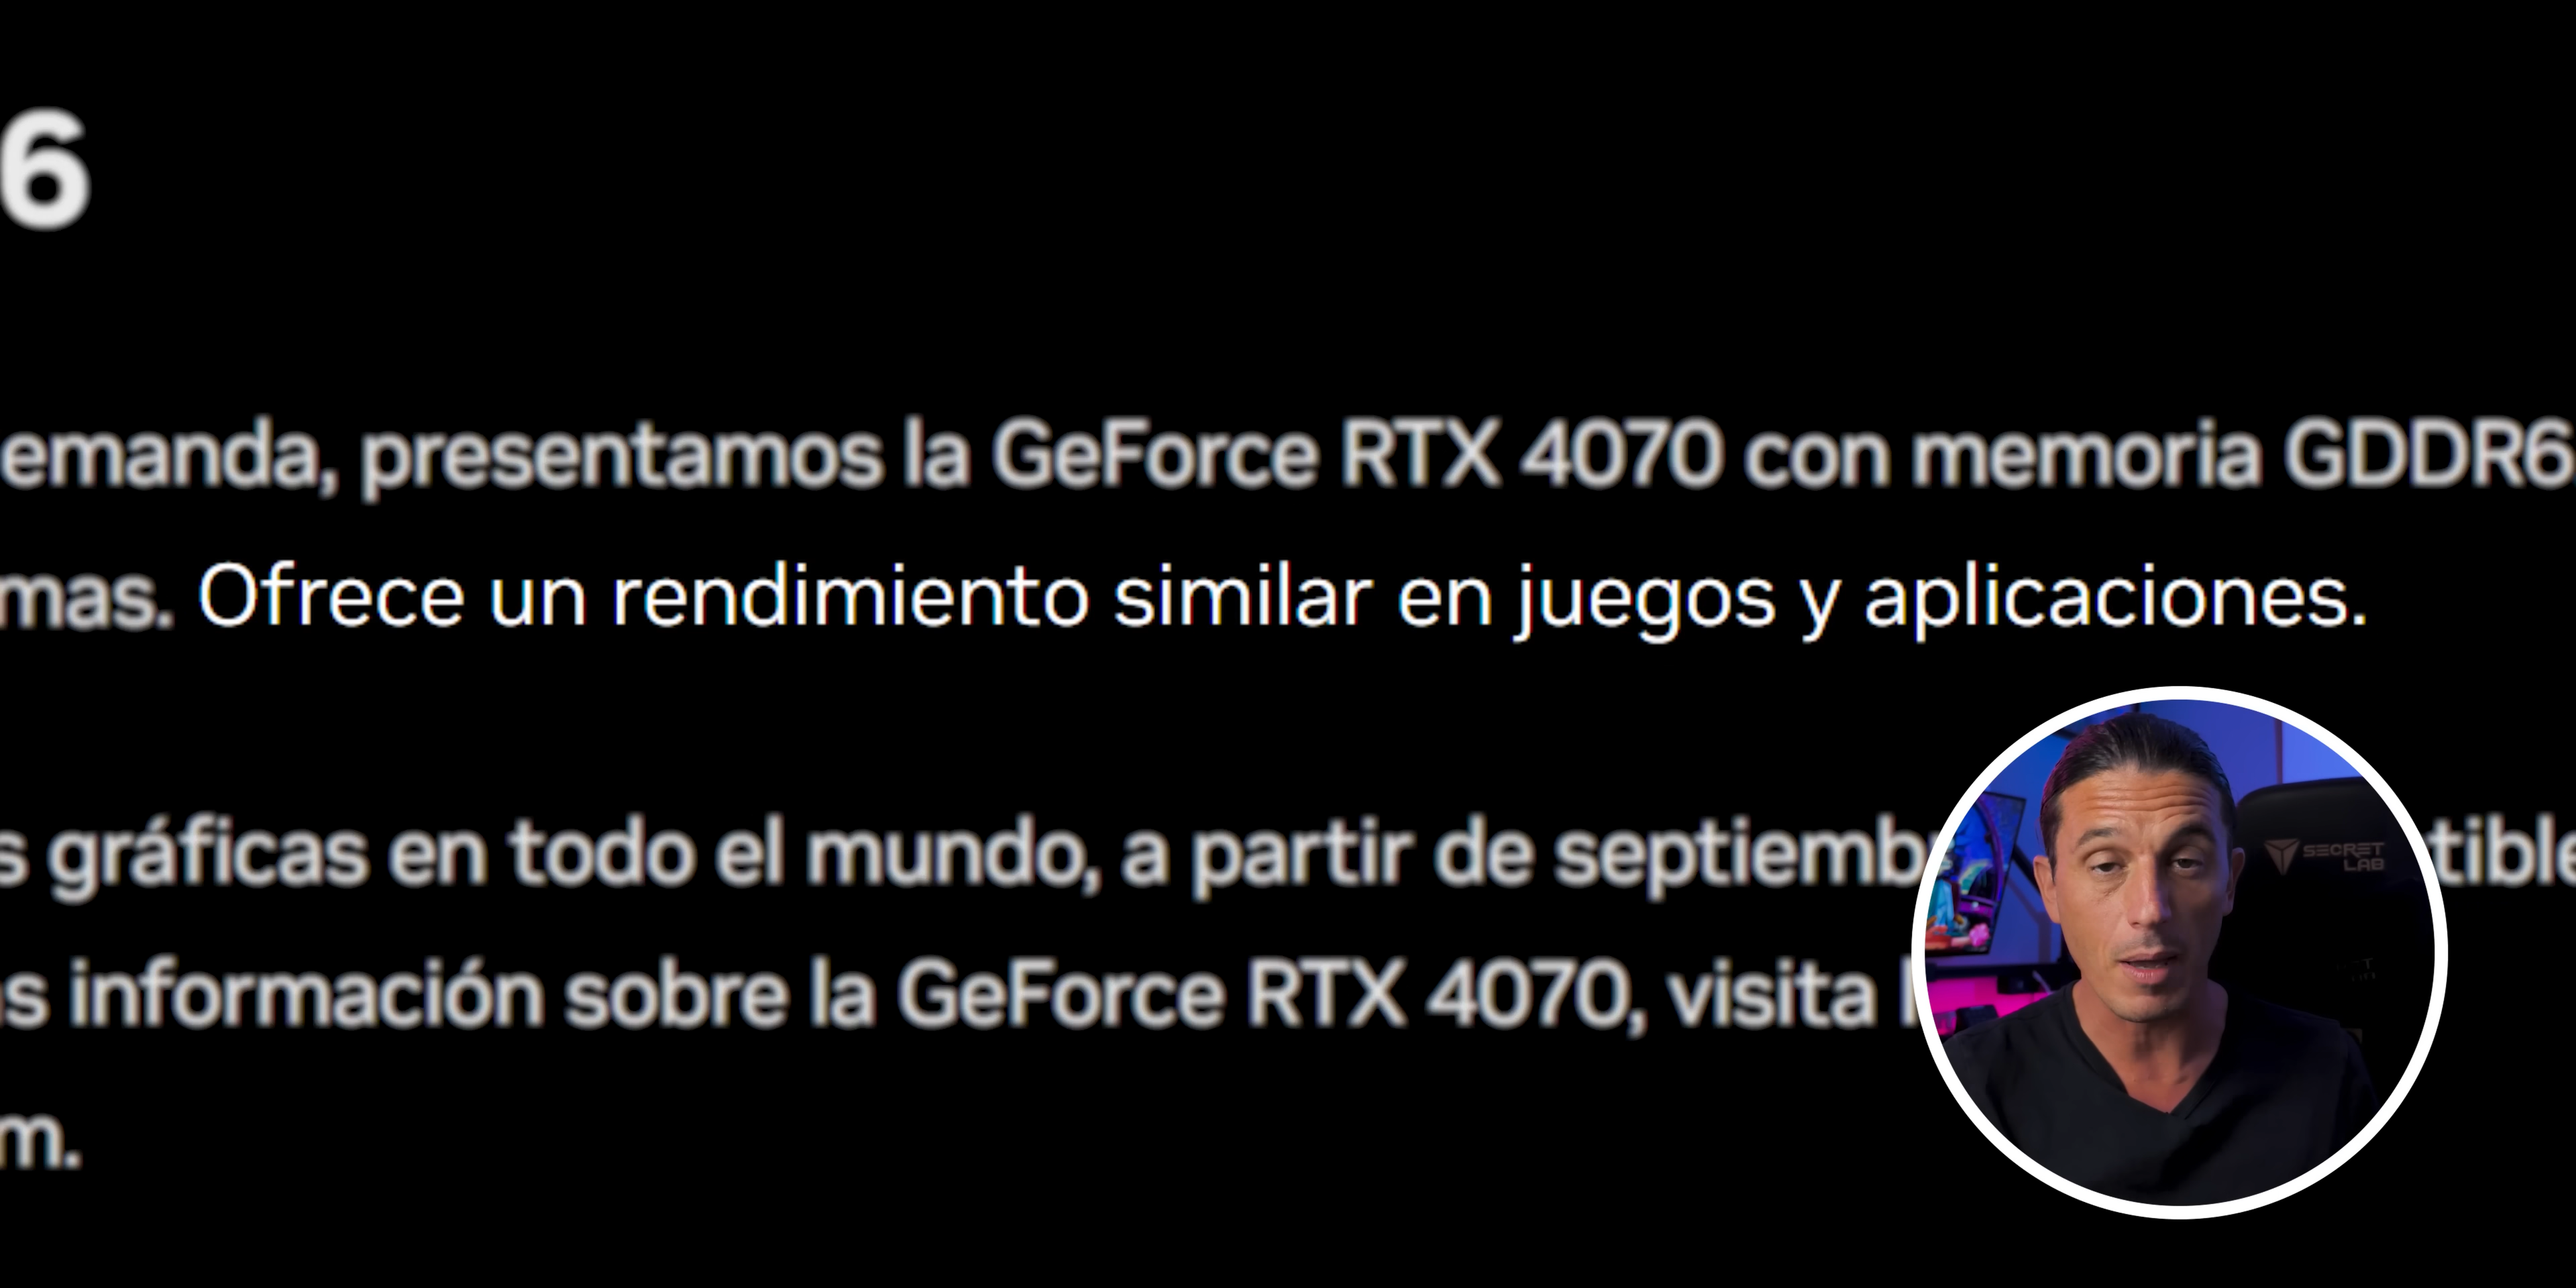 6
emanda, presentamos la GeForce RTX 4070 con memoria GDDR6.
mas. Ofrece un rendimiento similar en juegos y aplicaciones.
s gráficas en todo el mundo, a partir de septiemb tible
s información sobre la GeForce RTX 4070, visita
m.
SECRET
LAB